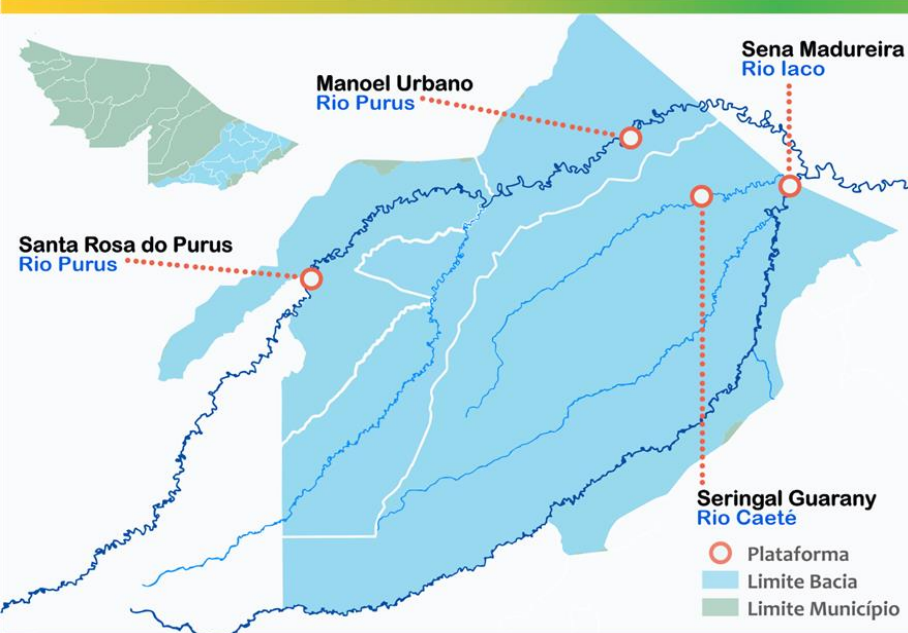 Sena Madureira
Rio Iaco
Manoel Urbano
Rio Purus
Santa Rosa do Purus
Rio Purus
Seringal Guarany
Rio Caeté
Plataforma
Limite Bacia
Limite Município